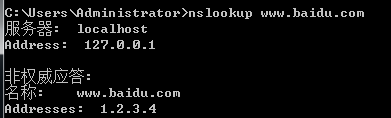 C:\Users\Administrator>nslookup www.baidu.com
服务器:  localhost
Address:  127.0.0.1
非权威应答:
名称:    www.baidu.com
Addresses:  1.2.3.4